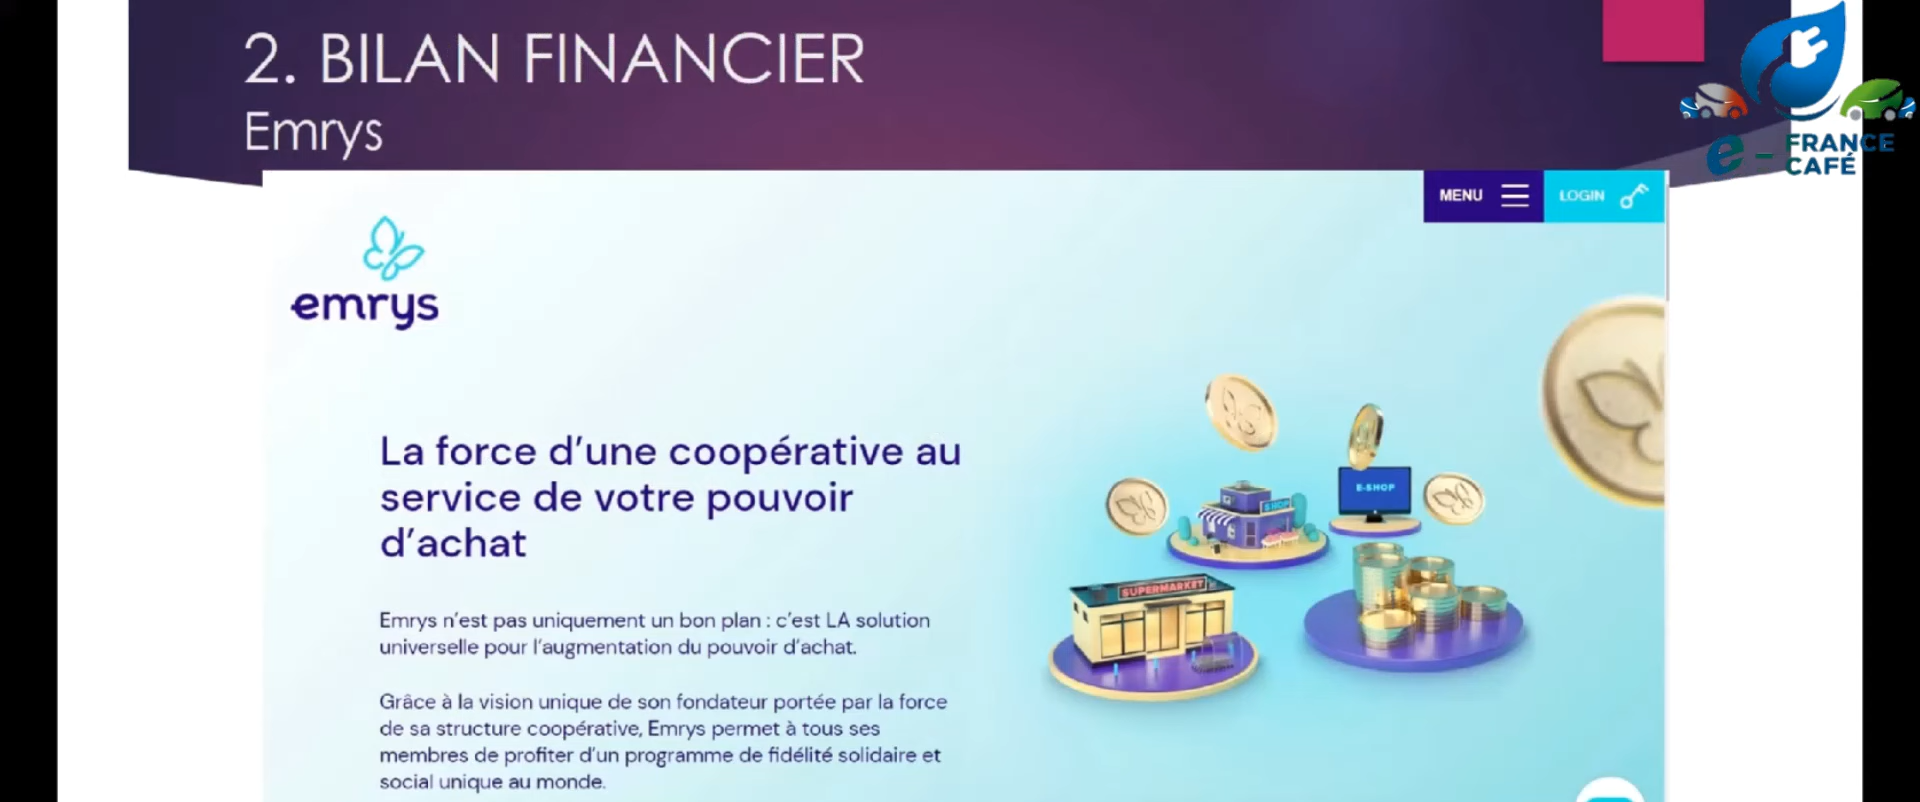 2. BILAN FINANCIER
Emrys
e - FRANCE
CAFÉ
MENU
LOGIN
emrys
La force d’une coopérative au
service de votre pouvoir
d’achat
Emrys n’est pas uniquement un bon plan : c’est LA solution
universelle pour l’augmentation du pouvoir d’achat.
Grâce à la vision unique de son fondateur portée par la force
de sa structure coopérative, Emrys permet à tous ses
membres de profiter d’un programme de fidélité solidaire et
social unique au monde.
E-SHOP
SHOP
SUPERMARKET